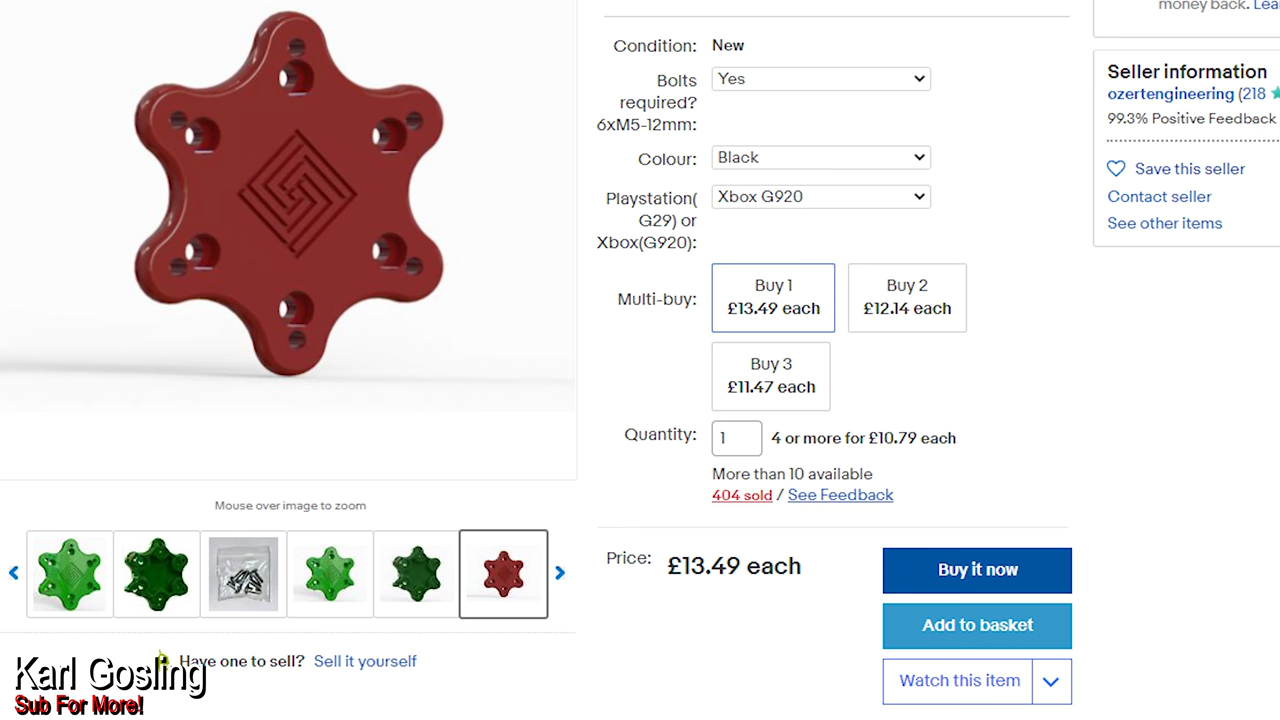 money back. Lea
Condition: New
Bolts required? 6xM5-12mm: Yes
Colour: Black
Playstation( G29) or Xbox(G920): Xbox G920
Multi-buy:
Buy 1
£13.49 each
Buy 2
£12.14 each
Buy 3
£11.47 each
Quantity: 1 4 or more for £10.79 each
More than 10 available
404 sold / See Feedback
Price: £13.49 each
Buy it now
Add to basket
Watch this item
Seller information
ozertengineering (218
99.3% Positive Feedback
Save this seller
Contact seller
See other items
Mouse over image to zoom
Have one to sell? Sell it yourself
Karl Gosling
Sub For More!